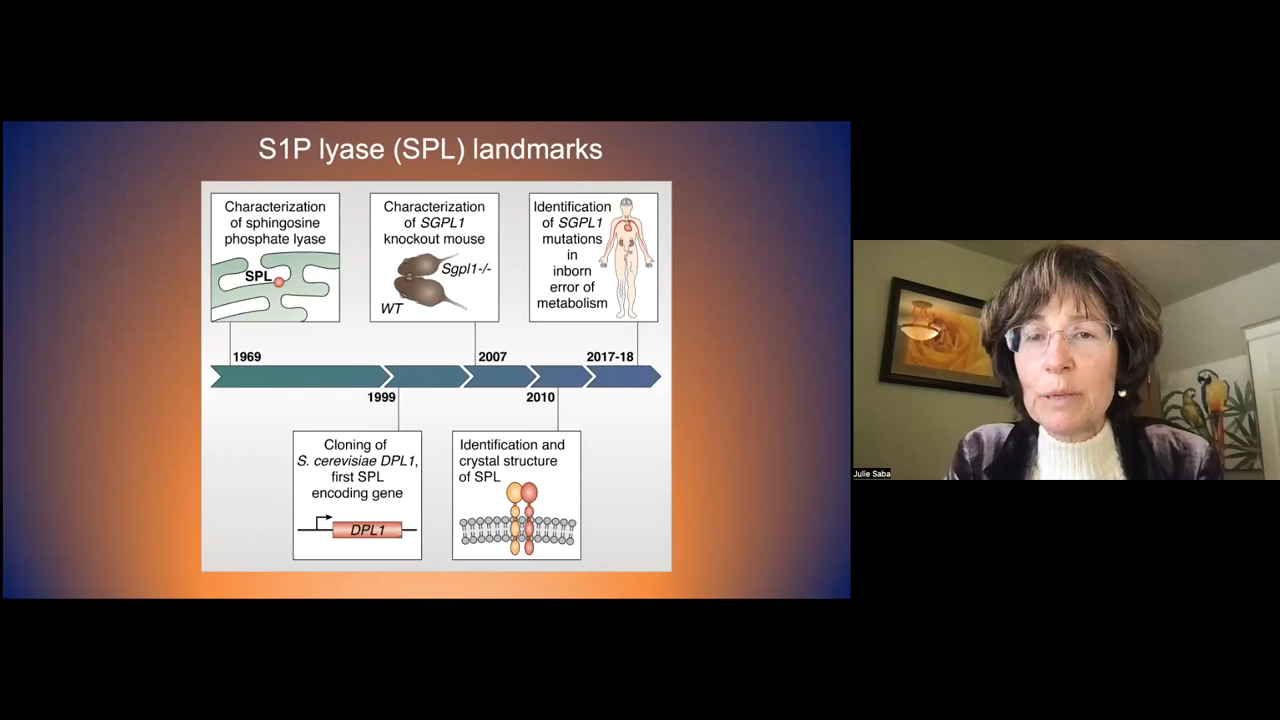 S1P lyase (SPL) landmarks
Characterization
of sphingosine
phosphate lyase
SPL
Characterization
of SGPL1
knockout mouse
Sgpl1-/-
WT
Identification
of SGPL1
mutations
in
inborn
error of
metabolism
1969
2007
2017-18
1999
2010
Cloning of
S. cerevisiae DPL1,
first SPL
encoding gene
DPL1
Identification and
crystal structure
of SPL
Julie Saba